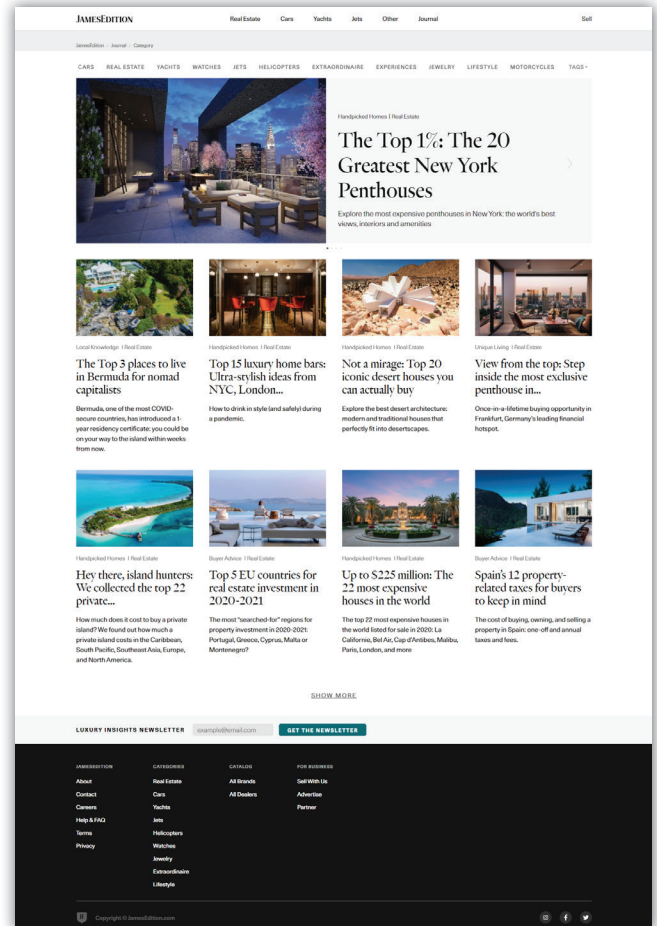 JAMESEDITION
Real Estate Cars Yachts Jets Other Journal
Sell
JamesEdition Journal Category
CARS REAL ESTATE YACHTS WATCHES JETS HELICOPTERS EXTRAORDINAIRE EXPERIENCES JEWELRY LIFESTYLE MOTORCYCLES TAGS
Handpicked Homes | Real Estate
The Top 1%: The 20
Greatest New York
Penthouses
Explore the most expensive penthouses in New York: the world's best
views, interiors and amenities
Local Knowledge | Real Estate
The Top 3 places to live
in Bermuda for nomad
capitalists
Bermuda, one of the most COVID-
secure countries, has introduced a 1-
year residency certificate: you could be
on your way to the island within weeks
from now.
Handpicked Homes | Real Estate
Top 15 luxury home bars:
Ultra-stylish ideas from
NYC, London...
How to drink in style (and safely) during
a pandemic.
Handpicked Homes | Real Estate
Not a mirage: Top 20
iconic desert houses you
can actually buy
Explore the best desert architecture:
modern and traditional houses that
perfectly fit into desertscapes.
Unique Living | Real Estate
View from the top: Step
inside the most exclusive
penthouse in...
Once-in-a-lifetime buying opportunity in
Frankfurt, Germany's leading financial
hotspot.
Handpicked Homes | Real Estate
Hey there, island hunters:
We collected the top 22
private...
How much does it cost to buy a private
island? We found out how much a
private island costs in the Caribbean,
South Pacific, Southeast Asia, Europe,
and North America.
Buyer Advice | Real Estate
Top 5 EU countries for
real estate investment in
2020-2021
The most "searched-for" regions for
property investment in 2020-2021:
Portugal, Greece, Cyprus, Malta or
Montenegro?
Handpicked Homes | Real Estate
Up to $225 million: The
22 most expensive
houses in the world
The top 22 most expensive houses in
the world listed for sale in 2020: La
Californie, Bel Air, Cap d'Antibes, Malibu,
Paris, London, and more
Buyer Advice | Real Estate
Spain's 12 property-
related taxes for buyers
to keep in mind
The cost of buying, owning, and selling a
property in Spain: one-off and annual
taxes and fees.
SHOW MORE
LUXURY INSIGHTS NEWSLETTER example@email.com GET THE NEWSLETTER
JAMESEDITION
About
Contact
Careers
Help & FAQ
Terms
Privacy
CATEGORIES
Real Estate
Cars
Yachts
Jets
Helicopters
Watches
Jewelry
Extraordinaire
Lifestyle
CATALOG
All Brands
All Dealers
FOR BUSINESS
Sell With Us
Advertise
Partner
Copyright © JamesEdition.com